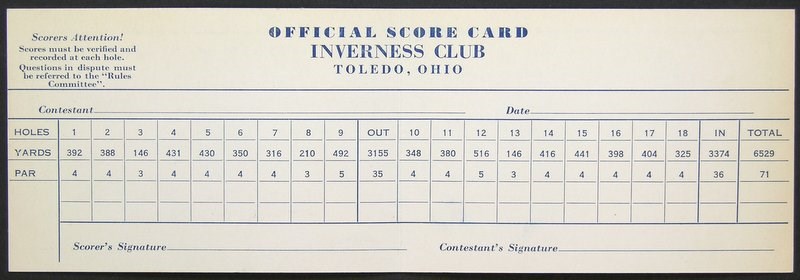 OFFICIAL SCORE CARD
INVERNESS CLUB
TOLEDO, OHIO
Scorers Attention!
Scores must be verified and
recorded at each hole.
Questions in dispute must
be referred to the "Rules
Committee".
Contestant Date
HOLES 1 2 3 4 5 6 7 8 9 OUT 10 11 12 13 14 15 16 17 18 IN TOTAL
YARDS 392 388 146 431 430 350 316 210 492 3155 348 380 516 146 416 441 398 404 325 3374 6529
PAR 4 4 3 4 4 4 4 3 5 35 4 4 5 3 4 4 4 4 4 36 71
Scorer's Signature Contestant's Signature